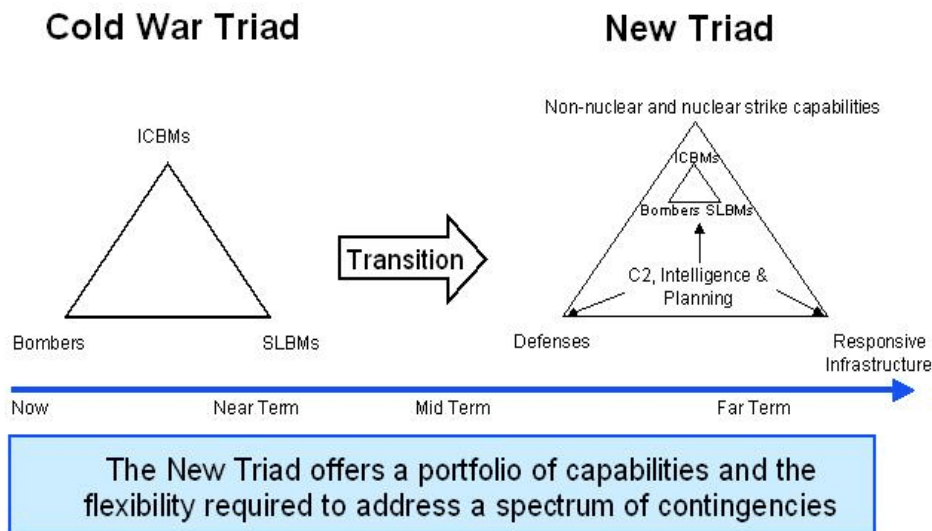 Cold War Triad
New Triad
ICBMs
Bombers
SLBMs
Transition
Non-nuclear and nuclear strike capabilities
ICBMs
Bombers SLBMs
C2, Intelligence &
Planning
Defenses
Responsive
Infrastructure
Now
Near Term
Mid Term
Far Term
The New Triad offers a portfolio of capabilities and the
flexibility required to address a spectrum of contingencies